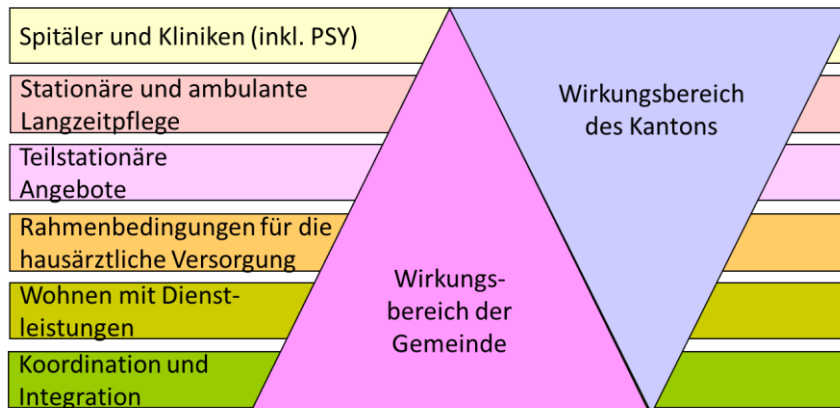 Spitäler und Kliniken (inkl. PSY)
Stationäre und ambulante
Langzeitpflege
Teilstationäre
Angebote
Rahmenbedingungen für die
hausärztliche Versorgung
Wohnen mit Dienst-
leistungen
Koordination und
Integration
Wirkungsbereich
des Kantons
Wirkungs-
bereich der
Gemeinde